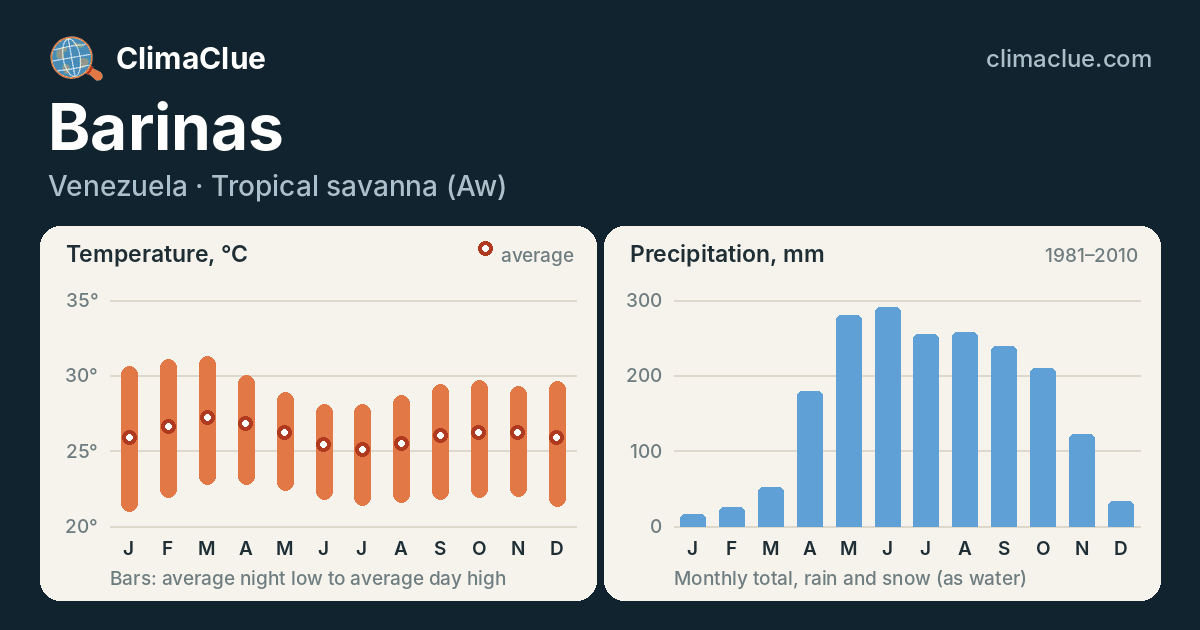 ClimaClue
climaclue.com
Barinas
Venezuela · Tropical savanna (Aw)
Temperature, °C
average
35°
30°
25°
20°
J F M A M J J A S O N D
Bars: average night low to average day high
Precipitation, mm
1981–2010
300
200
100
0
J F M A M J J A S O N D
Monthly total, rain and snow (as water)